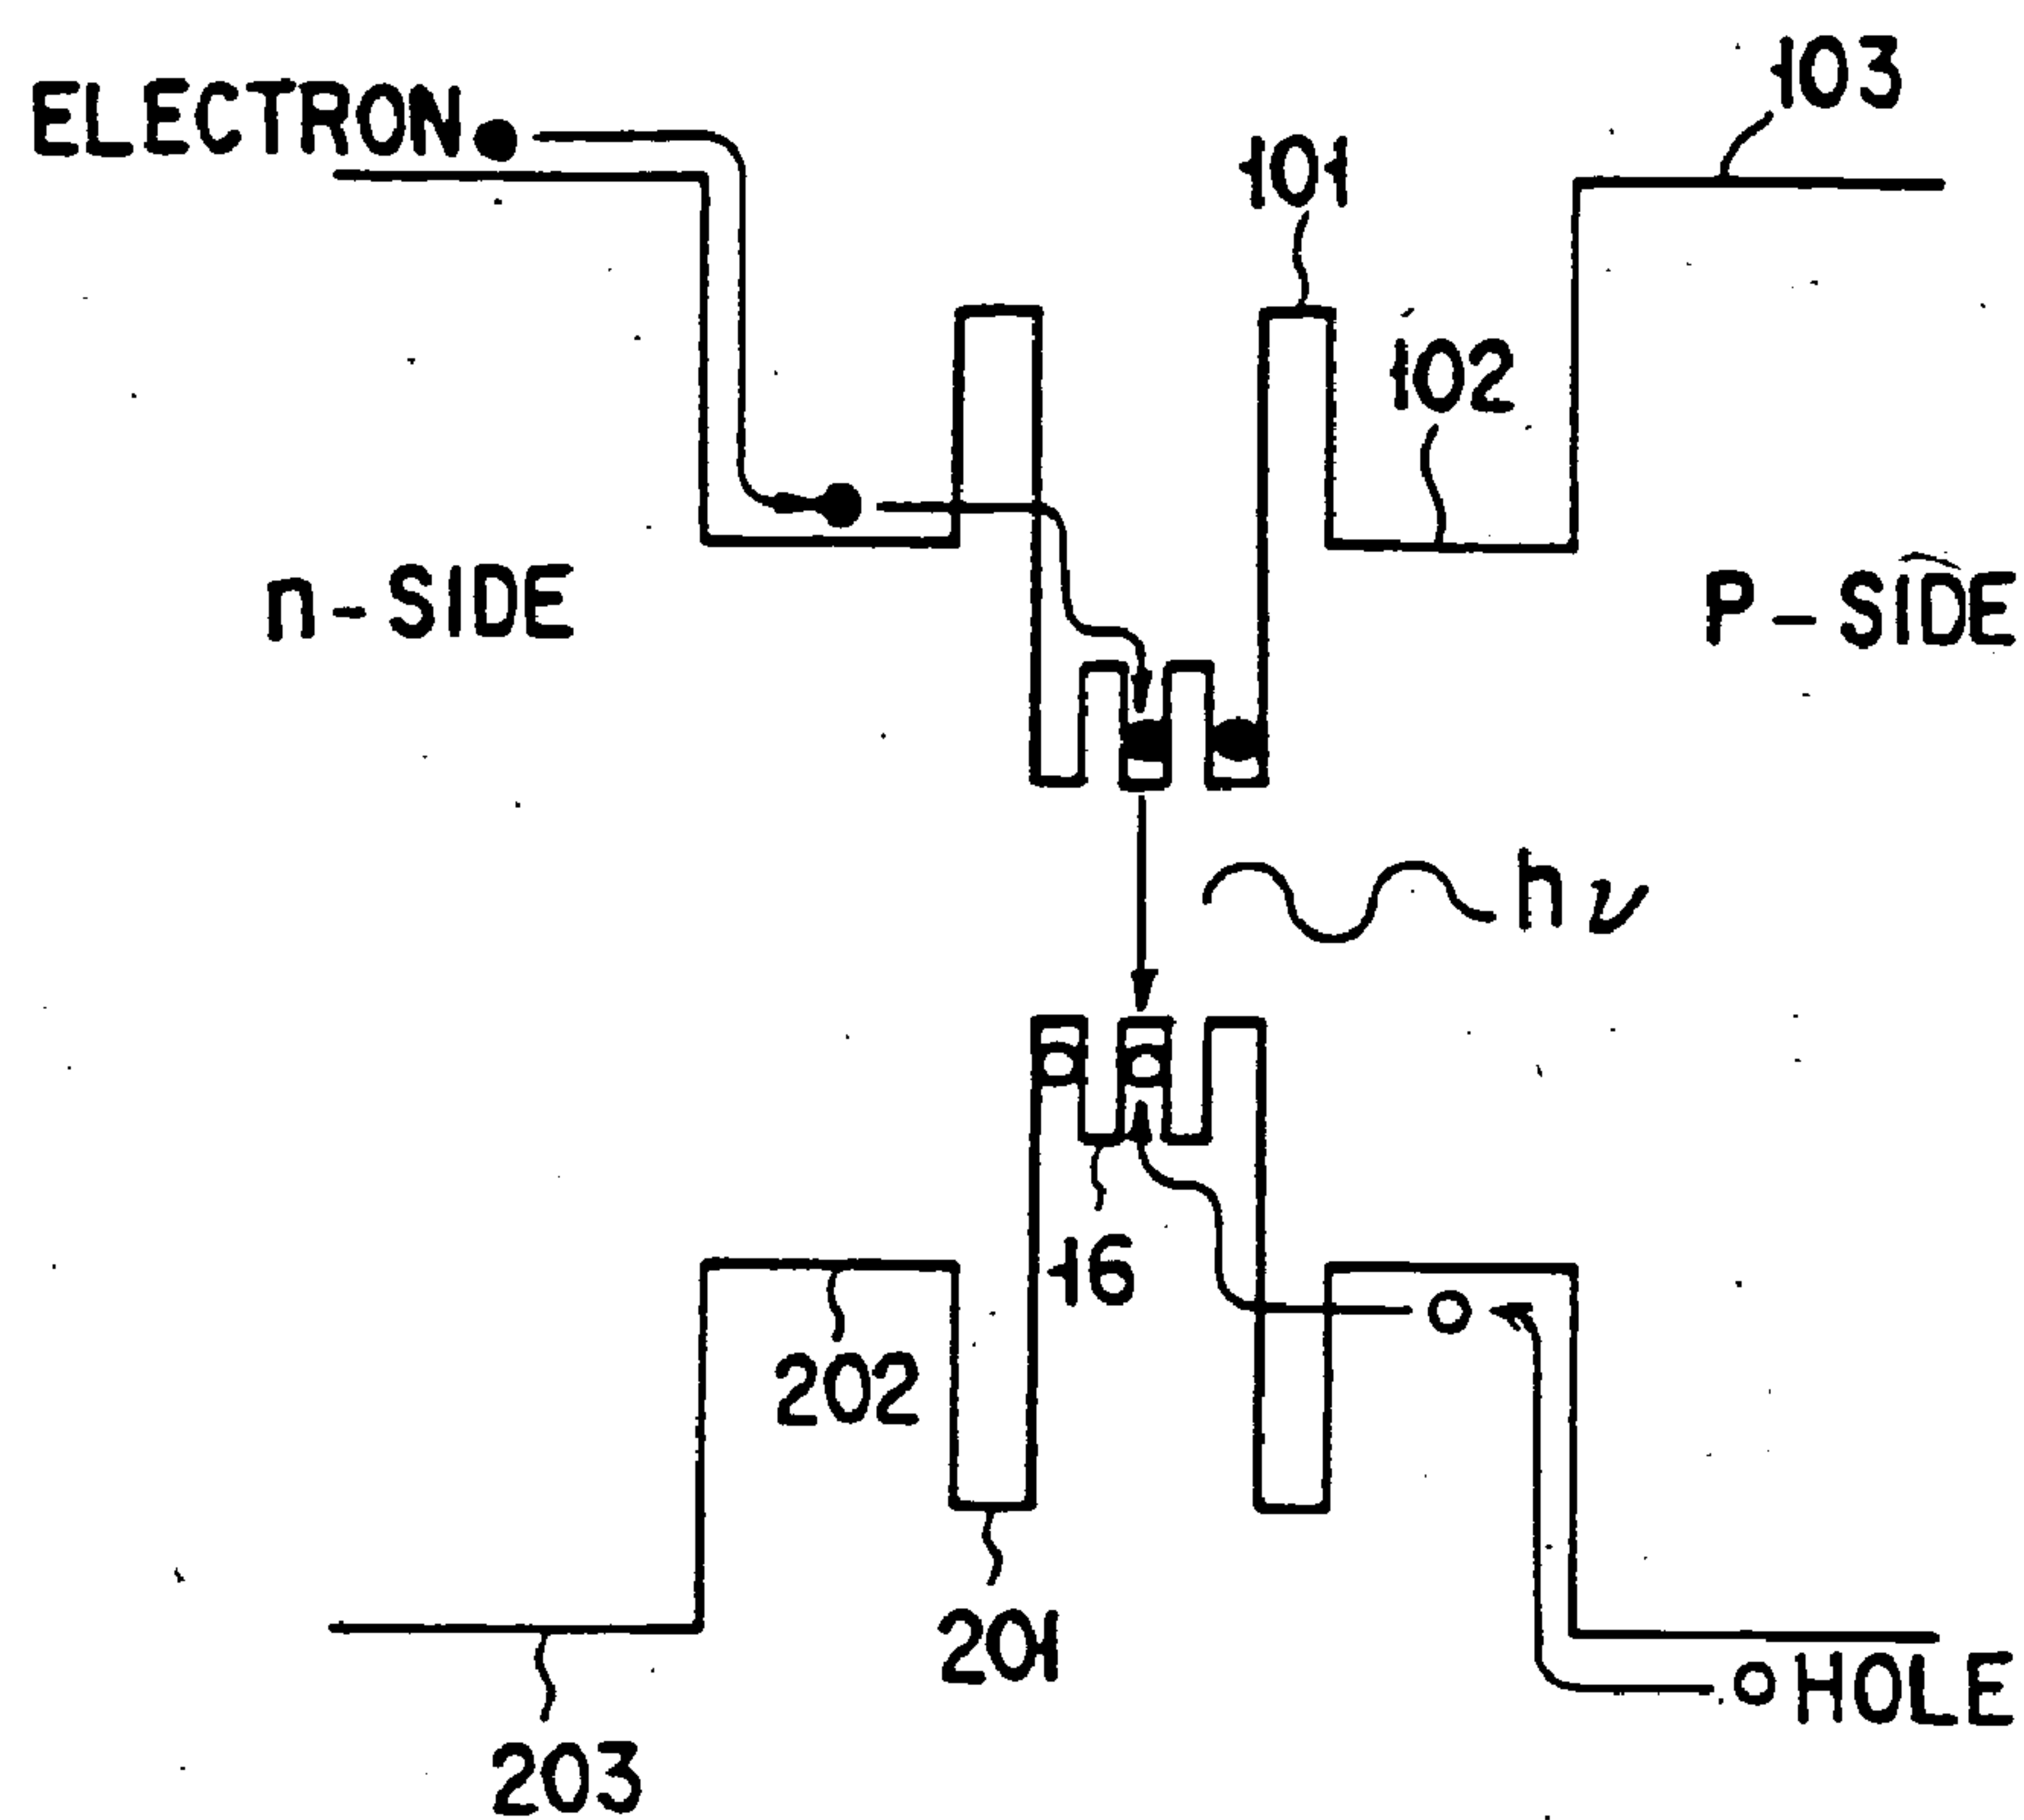 103
ELECTRON
101
102
n-SIDE
P-SIDE
hν
16
202
201
HOLE
203